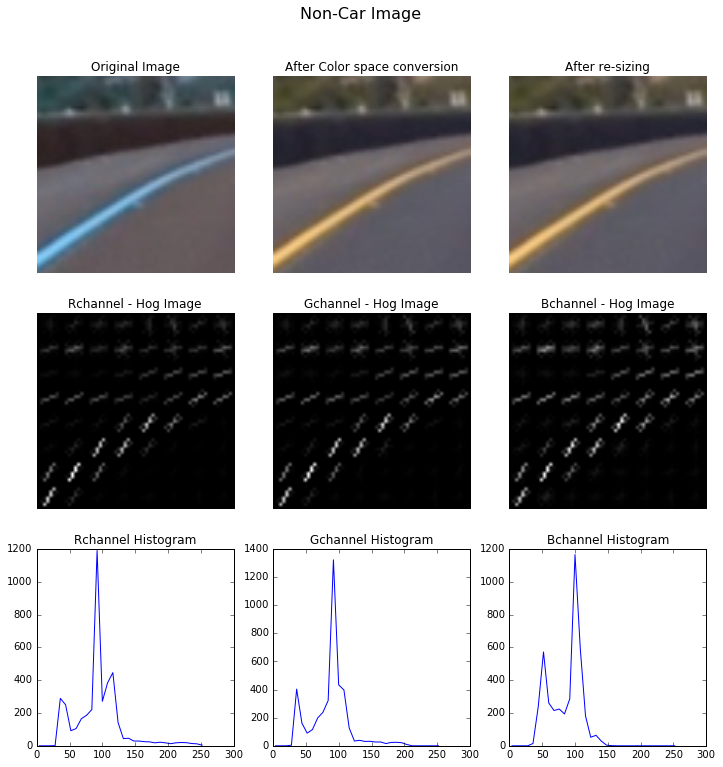 Non-Car Image
Original Image
After Color space conversion
After re-sizing
Rchannel - Hog Image
Gchannel - Hog Image
Bchannel - Hog Image
Rchannel Histogram
Gchannel Histogram
Bchannel Histogram
1200
1000
800
600
400
200
0
0 50 100 150 200 250 300
1400
1200
1000
800
600
400
200
0
0 50 100 150 200 250 300
1200
1000
800
600
400
200
0
0 50 100 150 200 250 300